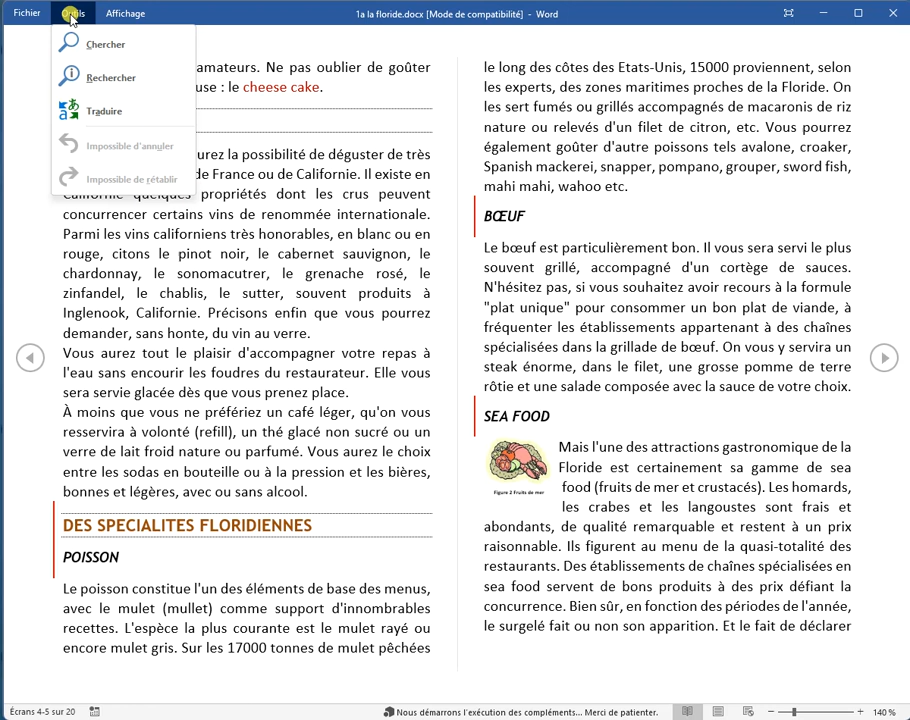 Fichier
Outils
Affichage
1a la floride.docx [Mode de compatibilité] - Word
Chercher
Rechercher
Traduire
Impossible d'annuler
Impossible de rétablir
amateurs. Ne pas oublier de goûter
use : le cheese cake.
urez la possibilité de déguster de très
de France ou de Californie. Il existe en
Californie quelques propriétés dont les crus peuvent
concurrencer certains vins de renommée internationale.
Parmi les vins californiens très honorables, en blanc ou en
rouge, citons le pinot noir, le cabernet sauvignon, le
chardonnay, le sonomacutrer, le grenache rosé, le
zinfandel, le chablis, le sutter, souvent produits à
Inglenook, Californie. Précisons enfin que vous pourrez
demander, sans honte, du vin au verre.
Vous aurez tout le plaisir d'accompagner votre repas à
l'eau sans encourir les foudres du restaurateur. Elle vous
sera servie glacée dès que vous prenez place.
À moins que vous ne préfériez un café léger, qu'on vous
resservira à volonté (refill), un thé glacé non sucré ou un
verre de lait froid nature ou parfumé. Vous aurez le choix
entre les sodas en bouteille ou à la pression et les bières,
bonnes et légères, avec ou sans alcool.
DES SPECIALITES FLORIDIENNES
POISSON
Le poisson constitue l'un des éléments de base des menus,
avec le mulet (mullet) comme support d'innombrables
recettes. L'espèce la plus courante est le mulet rayé ou
encore mulet gris. Sur les 17000 tonnes de mulet pêchées
le long des côtes des Etats-Unis, 15000 proviennent, selon
les experts, des zones maritimes proches de la Floride. On
les sert fumés ou grillés accompagnés de macaronis de riz
nature ou relevés d'un filet de citron, etc. Vous pourrez
également goûter d'autre poissons tels avalone, croaker,
Spanish mackerei, snapper, pompano, grouper, sword fish,
mahi mahi, wahoo etc.
BŒUF
Le bœuf est particulièrement bon. Il vous sera servi le plus
souvent grillé, accompagné d'un cortège de sauces.
N'hésitez pas, si vous souhaitez avoir recours à la formule
"plat unique" pour consommer un bon plat de viande, à
fréquenter les établissements appartenant à des chaînes
spécialisées dans la grillade de bœuf. On vous y servira un
steak énorme, dans le filet, une grosse pomme de terre
rôtie et une salade composée avec la sauce de votre choix.
SEA FOOD
Mais l'une des attractions gastronomique de la
Floride est certainement sa gamme de sea
food (fruits de mer et crustacés). Les homards,
Figure 2 Fruits de mer
les crabes et les langoustes sont frais et
abondants, de qualité remarquable et restent à un prix
raisonnable. Ils figurent au menu de la quasi-totalité des
restaurants. Des établissements de chaînes spécialisées en
sea food servent de bons produits à des prix défiant la
concurrence. Bien sûr, en fonction des périodes de l'année,
le surgelé fait ou non son apparition. Et le fait de déclarer
Écrans 4-5 sur 20
Nous démarrons l'exécution des compléments... Merci de patienter.
140 %